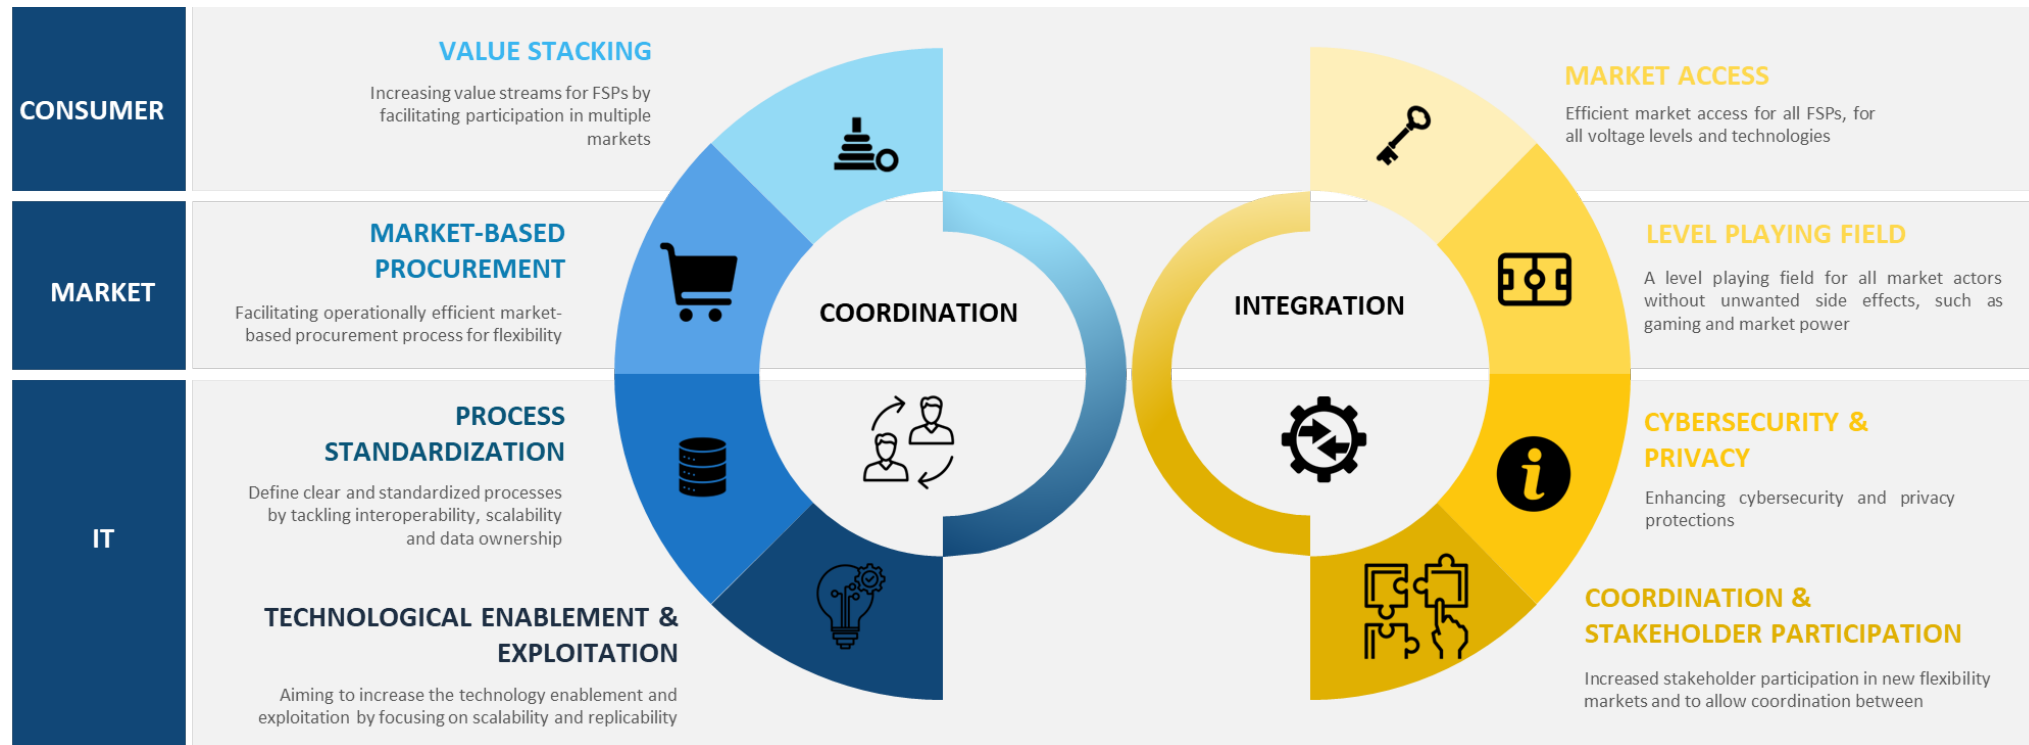 CONSUMER
VALUE STACKING
Increasing value streams for FSPs by
facilitating participation in multiple
markets
MARKET ACCESS
Efficient market access for all FSPs, for
all voltage levels and technologies
MARKET
MARKET-BASED
PROCUREMENT
Facilitating operationally efficient market-
based procurement process for flexibility
COORDINATION
INTEGRATION
LEVEL PLAYING FIELD
A level playing field for all market actors
without unwanted side effects, such as
gaming and market power
IT
PROCESS
STANDARDIZATION
Define clear and standardized processes
by tackling interoperability, scalability
and data ownership
CYBERSECURITY &
PRIVACY
Enhancing cybersecurity and privacy
protections
TECHNOLOGICAL ENABLEMENT &
EXPLOITATION
Aiming to increase the technology enablement and
exploitation by focusing on scalability and replicability
COORDINATION &
STAKEHOLDER PARTICIPATION
Increased stakeholder participation in new flexibility
markets and to allow coordination between